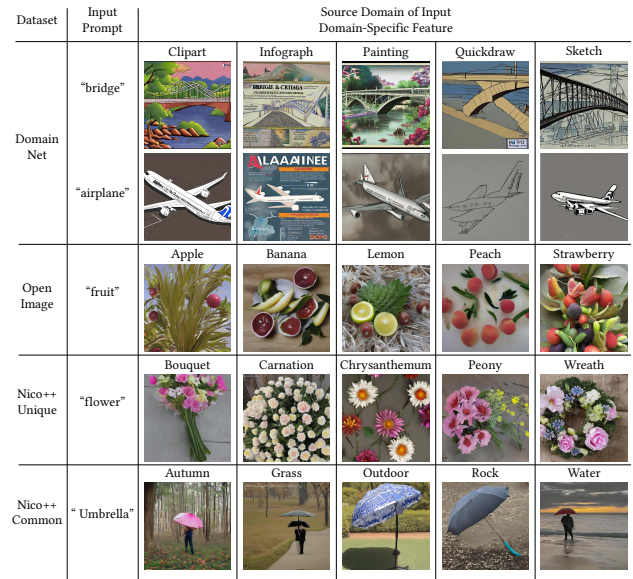 Dataset
Input
Prompt
Source Domain of Input
Domain-Specific Feature
Domain
Net
“bridge”
Clipart
Infograph
Painting
Quickdraw
Sketch
“airplane”
ALAAAINEE
Open
Image
“fruit”
Apple
Banana
Lemon
Peach
Strawberry
Nico++
Unique
“flower”
Bouquet
Carnation
Chrysanthemum
Peony
Wreath
Nico++
Common
“ Umbrella”
Autumn
Grass
Outdoor
Rock
Water